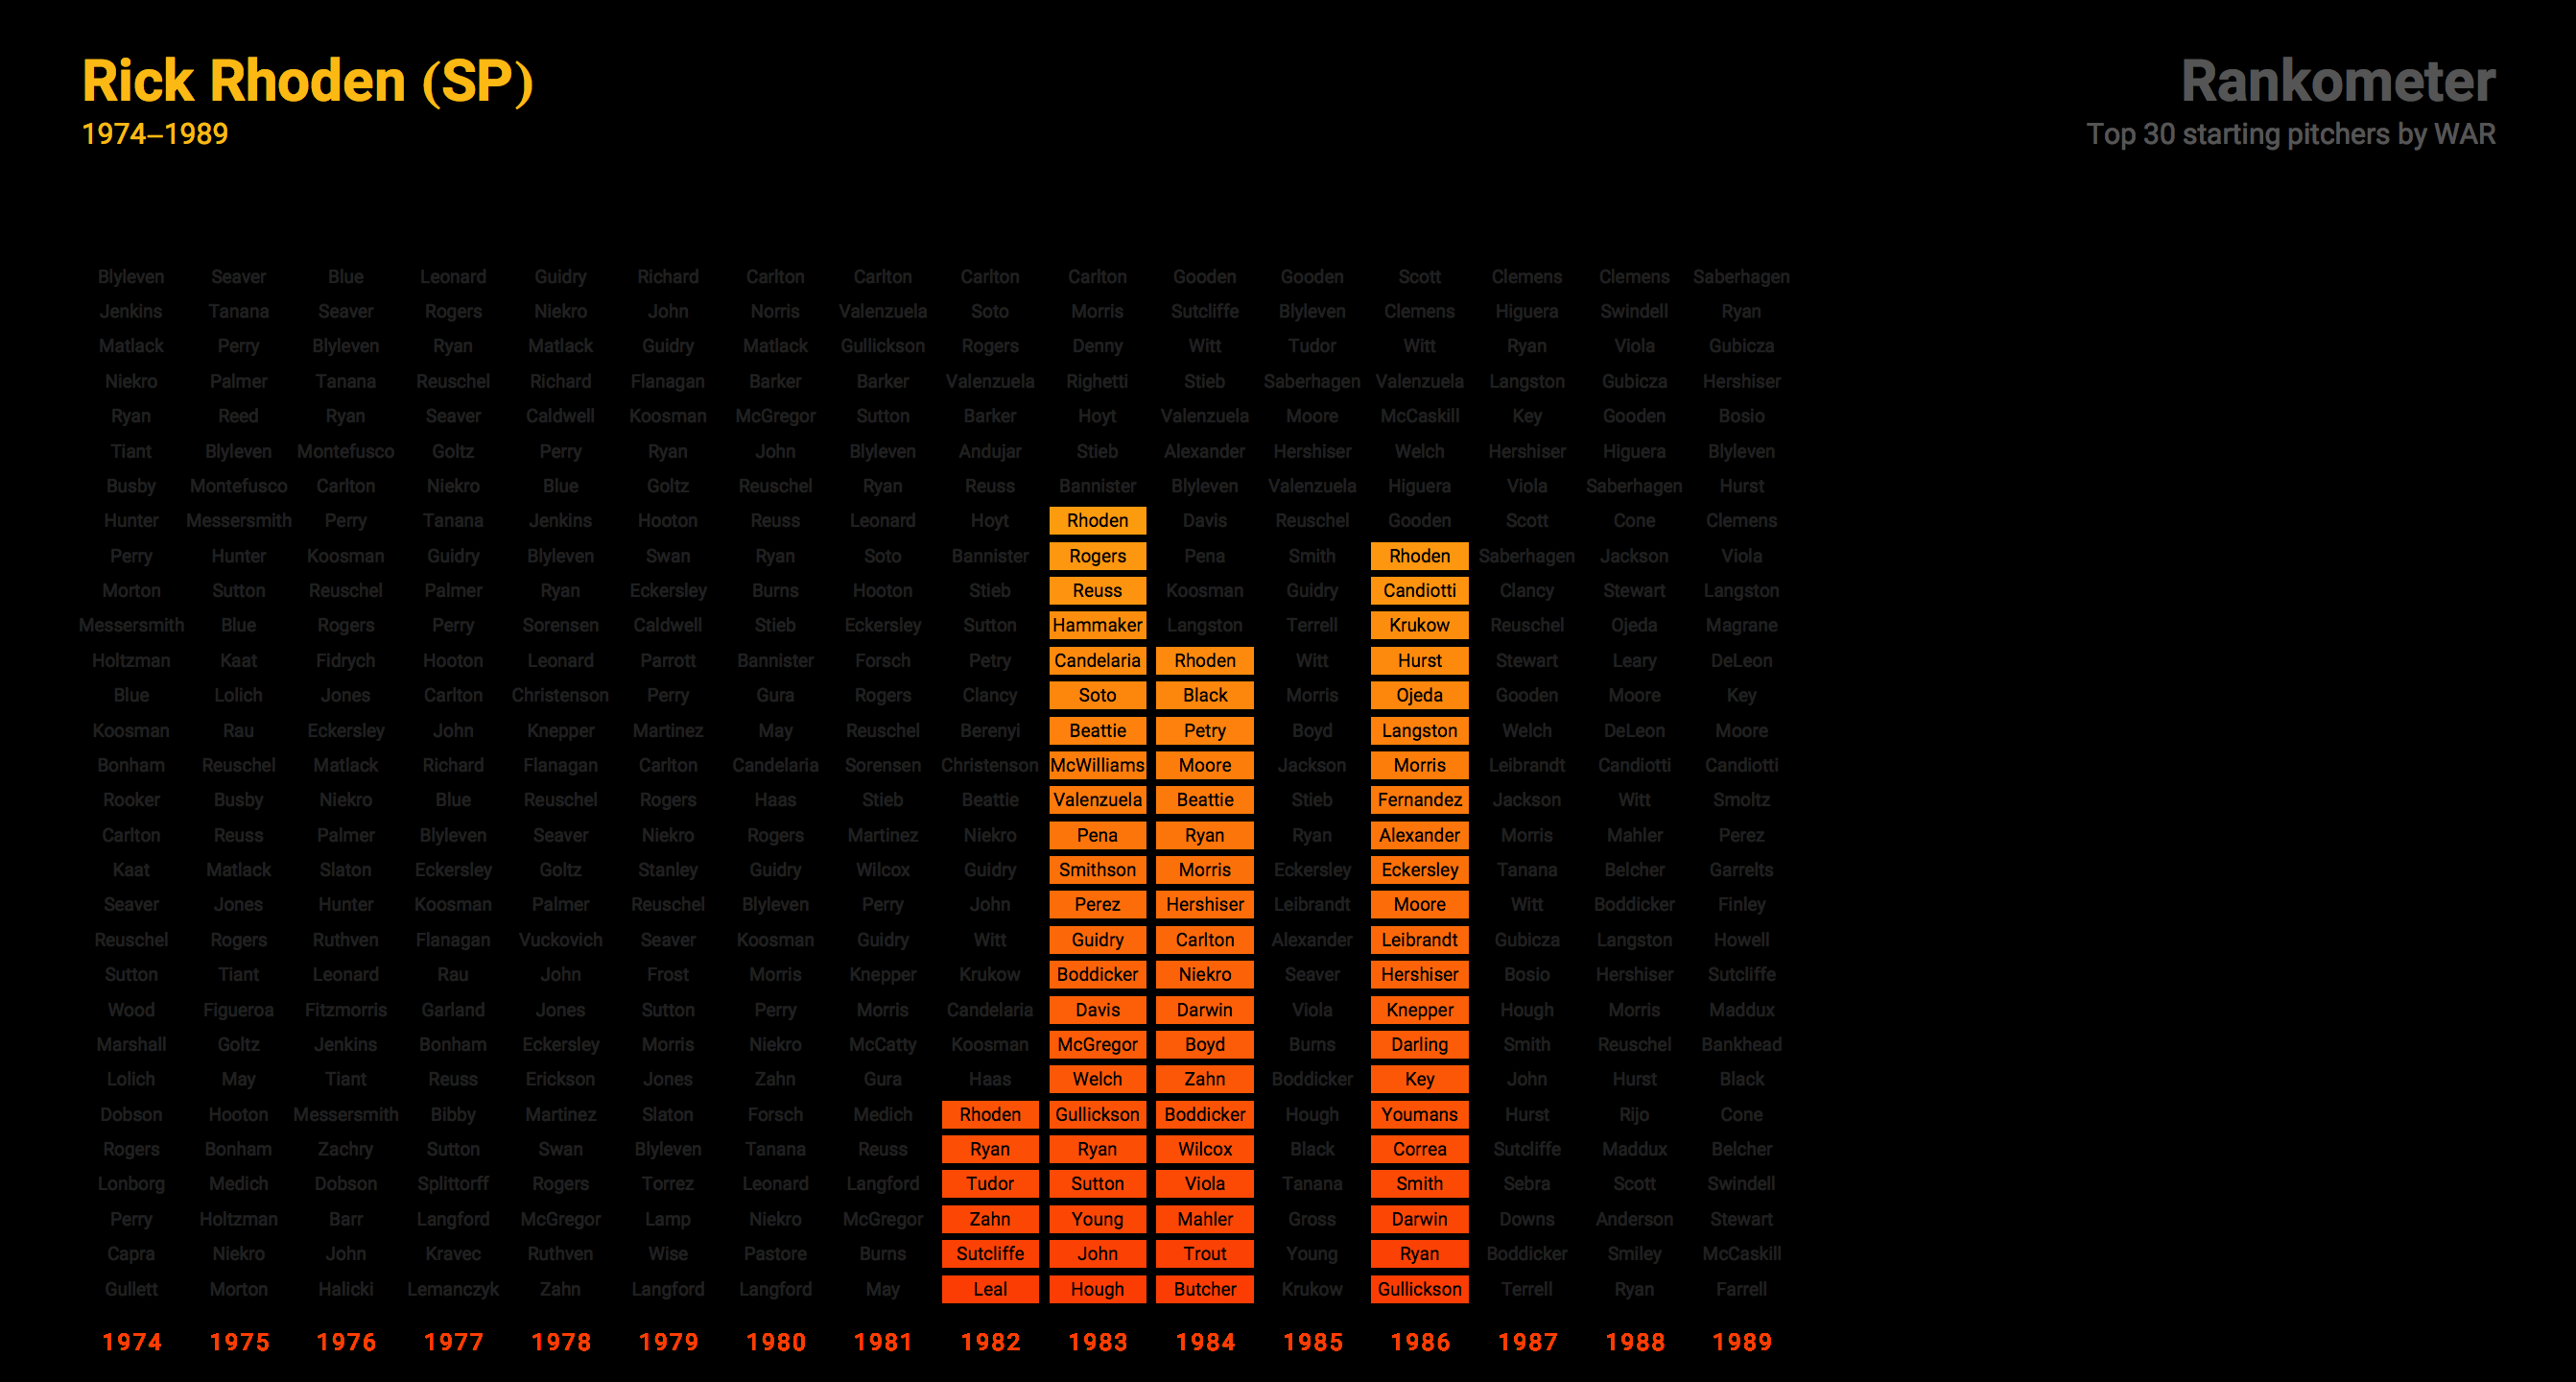 Rick Rhoden (SP)
1974–1989
Rankometer
Top 30 starting pitchers by WAR
Blyleven Seaver Blue Leonard Guidry Richard Carlton Carlton Carlton Carlton Gooden Gooden Scott Clemens Clemens Saberhagen
Jenkins Tanana Seaver Rogers Niekro John Norris Valenzuela Soto Morris Sutcliffe Blyleven Clemens Higuera Swindell Ryan
Matlack Perry Blyleven Ryan Matlack Guidry Matlack Gullickson Rogers Denny Witt Tudor Witt Ryan Viola Gubicza
Niekro Palmer Tanana Reuschel Richard Flanagan Barker Barker Valenzuela Righetti Stieb Saberhagen Valenzuela Langston Gubicza Hershiser
Ryan Reed Ryan Seaver Caldwell Koosman McGregor Sutton Barker Hoyt Valenzuela Moore McCaskill Key Gooden Bosio
Tiant Blyleven Montefusco Goltz Perry Ryan John Blyleven Andujar Stieb Alexander Hershiser Welch Hershiser Higuera Blyleven
Busby Montefusco Carlton Niekro Blue Goltz Reuschel Ryan Reuss Bannister Blyleven Valenzuela Higuera Viola Saberhagen Hurst
Hunter Messersmith Perry Tanana Jenkins Hooton Reuss Leonard Hoyt Rhoden Davis Reuschel Gooden Scott Cone Clemens
Perry Hunter Koosman Guidry Blyleven Swan Ryan Soto Bannister Rogers Pena Smith Rhoden Saberhagen Jackson Viola
Morton Sutton Reuschel Palmer Ryan Eckersley Burns Hooton Stieb Reuss Koosman Guidry Candiotti Clancy Stewart Langston
Messersmith Blue Rogers Perry Sorensen Caldwell Stieb Eckersley Sutton Hammaker Langston Terrell Krukow Reuschel Ojeda Magrane
Holtzman Kaat Fidrych Hooton Leonard Parrott Bannister Forsch Petry Candelaria Rhoden Witt Hurst Stewart Leary DeLeon
Blue Lolich Jones Carlton Christenson Perry Gura Rogers Clancy Soto Black Morris Ojeda Gooden Moore Key
Koosman Rau Eckersley John Knepper Martinez May Reuschel Berenyi Beattie Petry Boyd Langston Welch DeLeon Moore
Bonham Reuschel Matlack Richard Flanagan Carlton Candelaria Sorensen Christenson McWilliams Moore Jackson Morris Leibrandt Candiotti Candiotti
Rooker Busby Niekro Blue Reuschel Rogers Haas Stieb Beattie Valenzuela Beattie Stieb Fernandez Jackson Witt Smoltz
Carlton Reuss Palmer Blyleven Seaver Niekro Rogers Martinez Niekro Pena Ryan Ryan Alexander Morris Mahler Perez
Kaat Matlack Slaton Eckersley Goltz Stanley Guidry Wilcox Guidry Smithson Morris Eckersley Eckersley Tanana Belcher Garrelts
Seaver Jones Hunter Koosman Palmer Reuschel Blyleven Perry John Perez Hershiser Leibrandt Moore Witt Boddicker Finley
Reuschel Rogers Ruthven Flanagan Vuckovich Seaver Koosman Guidry Witt Guidry Carlton Alexander Leibrandt Gubicza Langston Howell
Sutton Tiant Leonard Rau John Frost Morris Knepper Krukow Boddicker Niekro Seaver Hershiser Bosio Hershiser Sutcliffe
Wood Figueroa Fitzmorris Garland Jones Sutton Perry Morris Candelaria Davis Darwin Viola Knepper Hough Morris Maddux
Marshall Goltz Jenkins Bonham Eckersley Morris Niekro McCatty Koosman McGregor Boyd Burns Darling Smith Reuschel Bankhead
Lolich May Tiant Reuss Erickson Jones Zahn Gura Haas Welch Zahn Boddicker Key John Hurst Black
Dobson Hooton Messersmith Bibby Martinez Slaton Forsch Medich Rhoden Gullickson Boddicker Hough Youmans Hurst Rijo Cone
Rogers Bonham Zachry Sutton Swan Blyleven Tanana Reuss Ryan Ryan Wilcox Black Correa Sutcliffe Maddux Belcher
Lonborg Medich Dobson Splittorff Rogers Torrez Leonard Langford Tudor Sutton Viola Tanana Smith Sebra Scott Swindell
Perry Holtzman Barr Langford McGregor Lamp Niekro McGregor Zahn Young Mahler Gross Darwin Downs Anderson Stewart
Capra Niekro John Kravec Ruthven Wise Pastore Burns Sutcliffe John Trout Young Ryan Boddicker Smiley McCaskill
Gullett Morton Halicki Lemanczyk Zahn Langford Langford May Leal Hough Butcher Krukow Gullickson Terrell Ryan Farrell
1974 1975 1976 1977 1978 1979 1980 1981 1982 1983 1984 1985 1986 1987 1988 1989